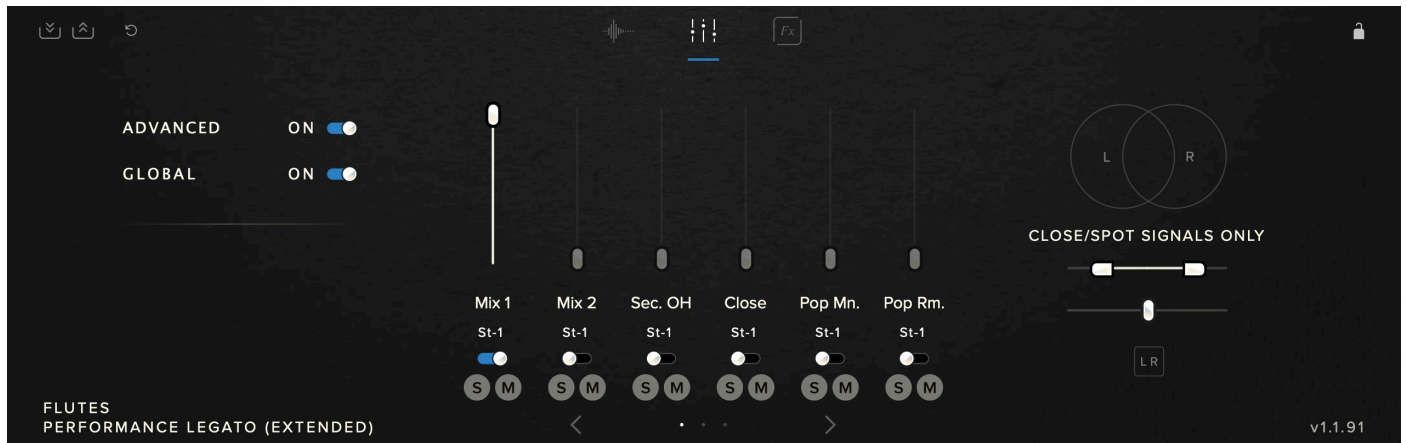 Fx
ADVANCED ON
GLOBAL ON
L R
CLOSE/SPOT SIGNALS ONLY
Mix 1 Mix 2 Sec. OH Close Pop Mn. Pop Rm.
St-1 St-1 St-1 St-1 St-1 St-1
S M S M S M S M S M S M
L R
FLUTES
PERFORMANCE LEGATO (EXTENDED)
v1.1.91